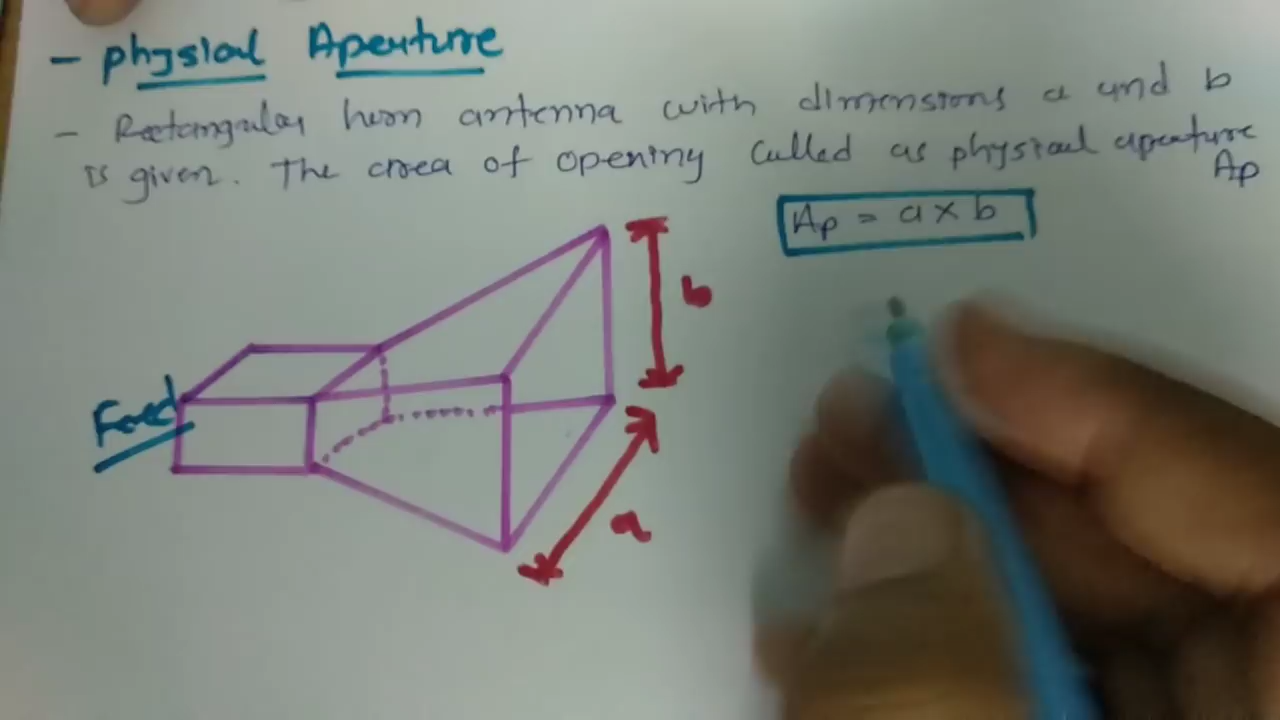 - Physial Aperture
- Rectangular horn antenna with dimensions a and b
is given. The area of opening called as physical aperture
Ap
Ap = a x b
b
Feed
a